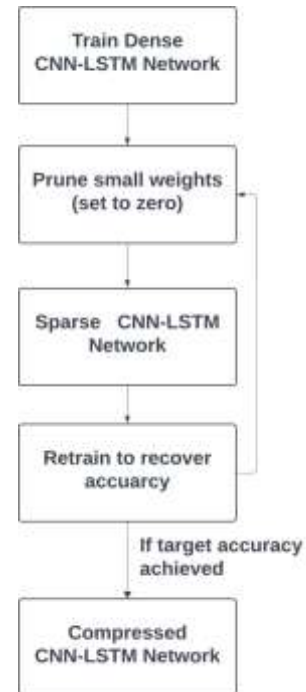 Train Dense
CNN-LSTM Network
Prune small weights
(set to zero)
Sparse CNN-LSTM
Network
Retrain to recover
accuarcy
If target accuracy
achieved
Compressed
CNN-LSTM Network